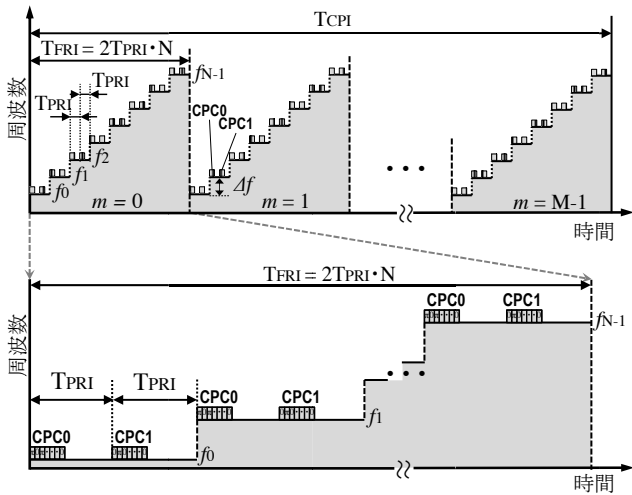 TCPI
TFRI = 2TPRI・N
fN-1
TPRI
TPRI
CPC0
CPC1
f2
f1
f0
Δf
周波数
m = 0
m = 1
m = M-1
時間
TFRI = 2TPRI・N
CPC0
CPC1
fN-1
周波数
TPRI
TPRI
CPC0
CPC1
f1
CPC0
CPC1
f0
時間